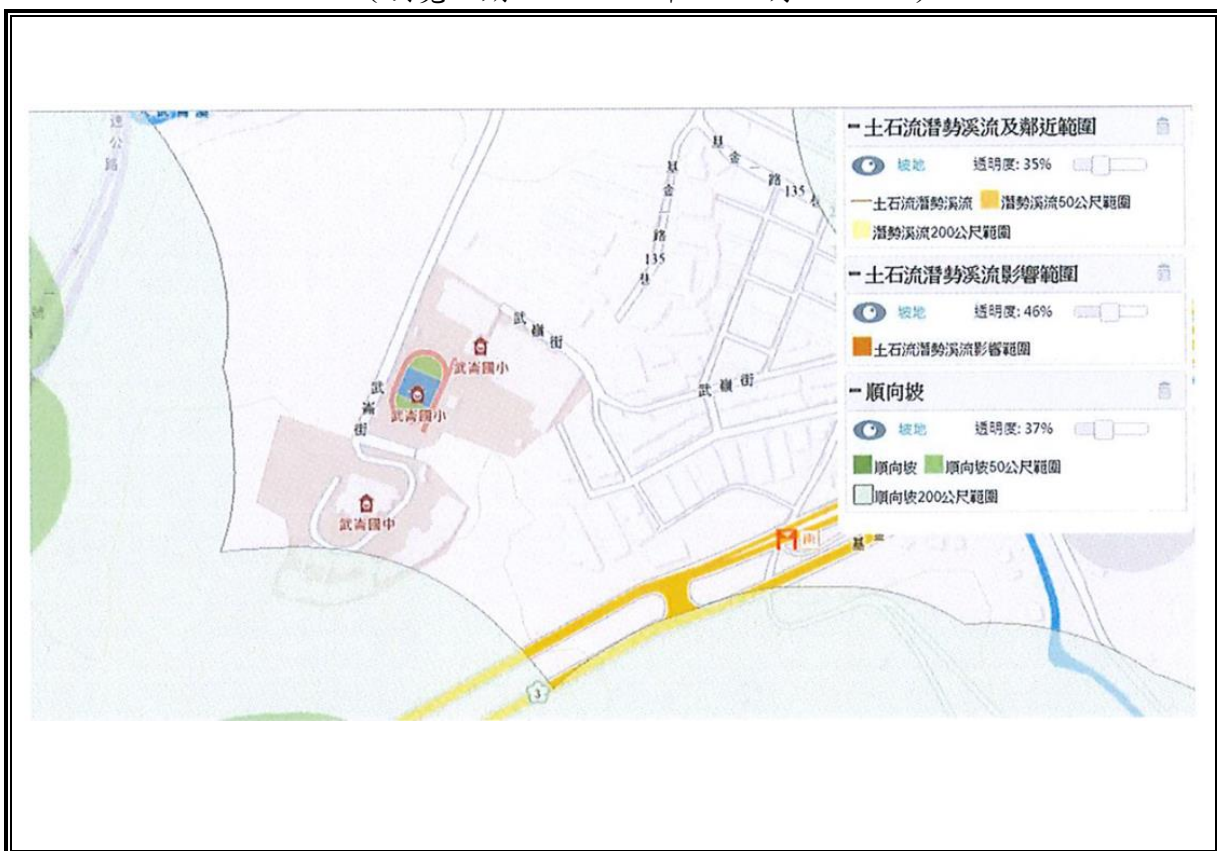 速公路
基金路135巷
基金路135巷
武嶺街
武嶺街
武崙國小
武崙國小
武崙街
武崙國中
3
基金
-土石流潛勢溪流及鄰近範圍
坡地 透明度: 35%
土石流潛勢溪流 潛勢溪流50公尺範圍
潛勢溪流200公尺範圍
-土石流潛勢溪流影響範圍
坡地 透明度: 46%
土石流潛勢溪流影響範圍
-順向坡
坡地 透明度: 37%
順向坡 順向坡50公尺範圍
順向坡200公尺範圍